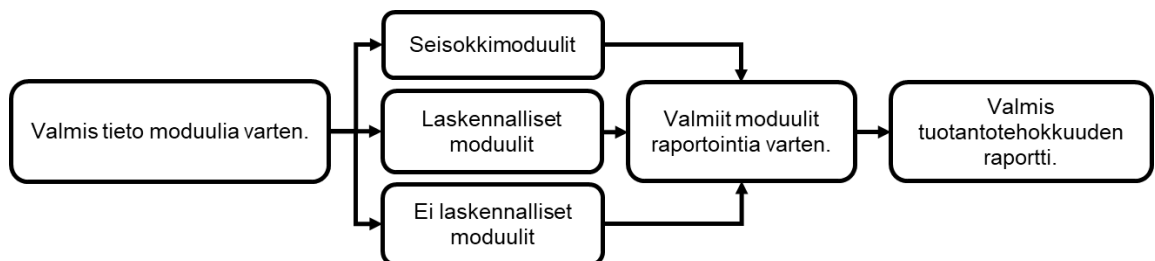 Valmis tieto moduulia varten.
Seisokkimoduulit
Laskennalliset
moduulit
Ei laskennalliset
moduulit
Valmiit moduulit
raportointia varten.
Valmis
tuotantotehokkuuden
raportti.